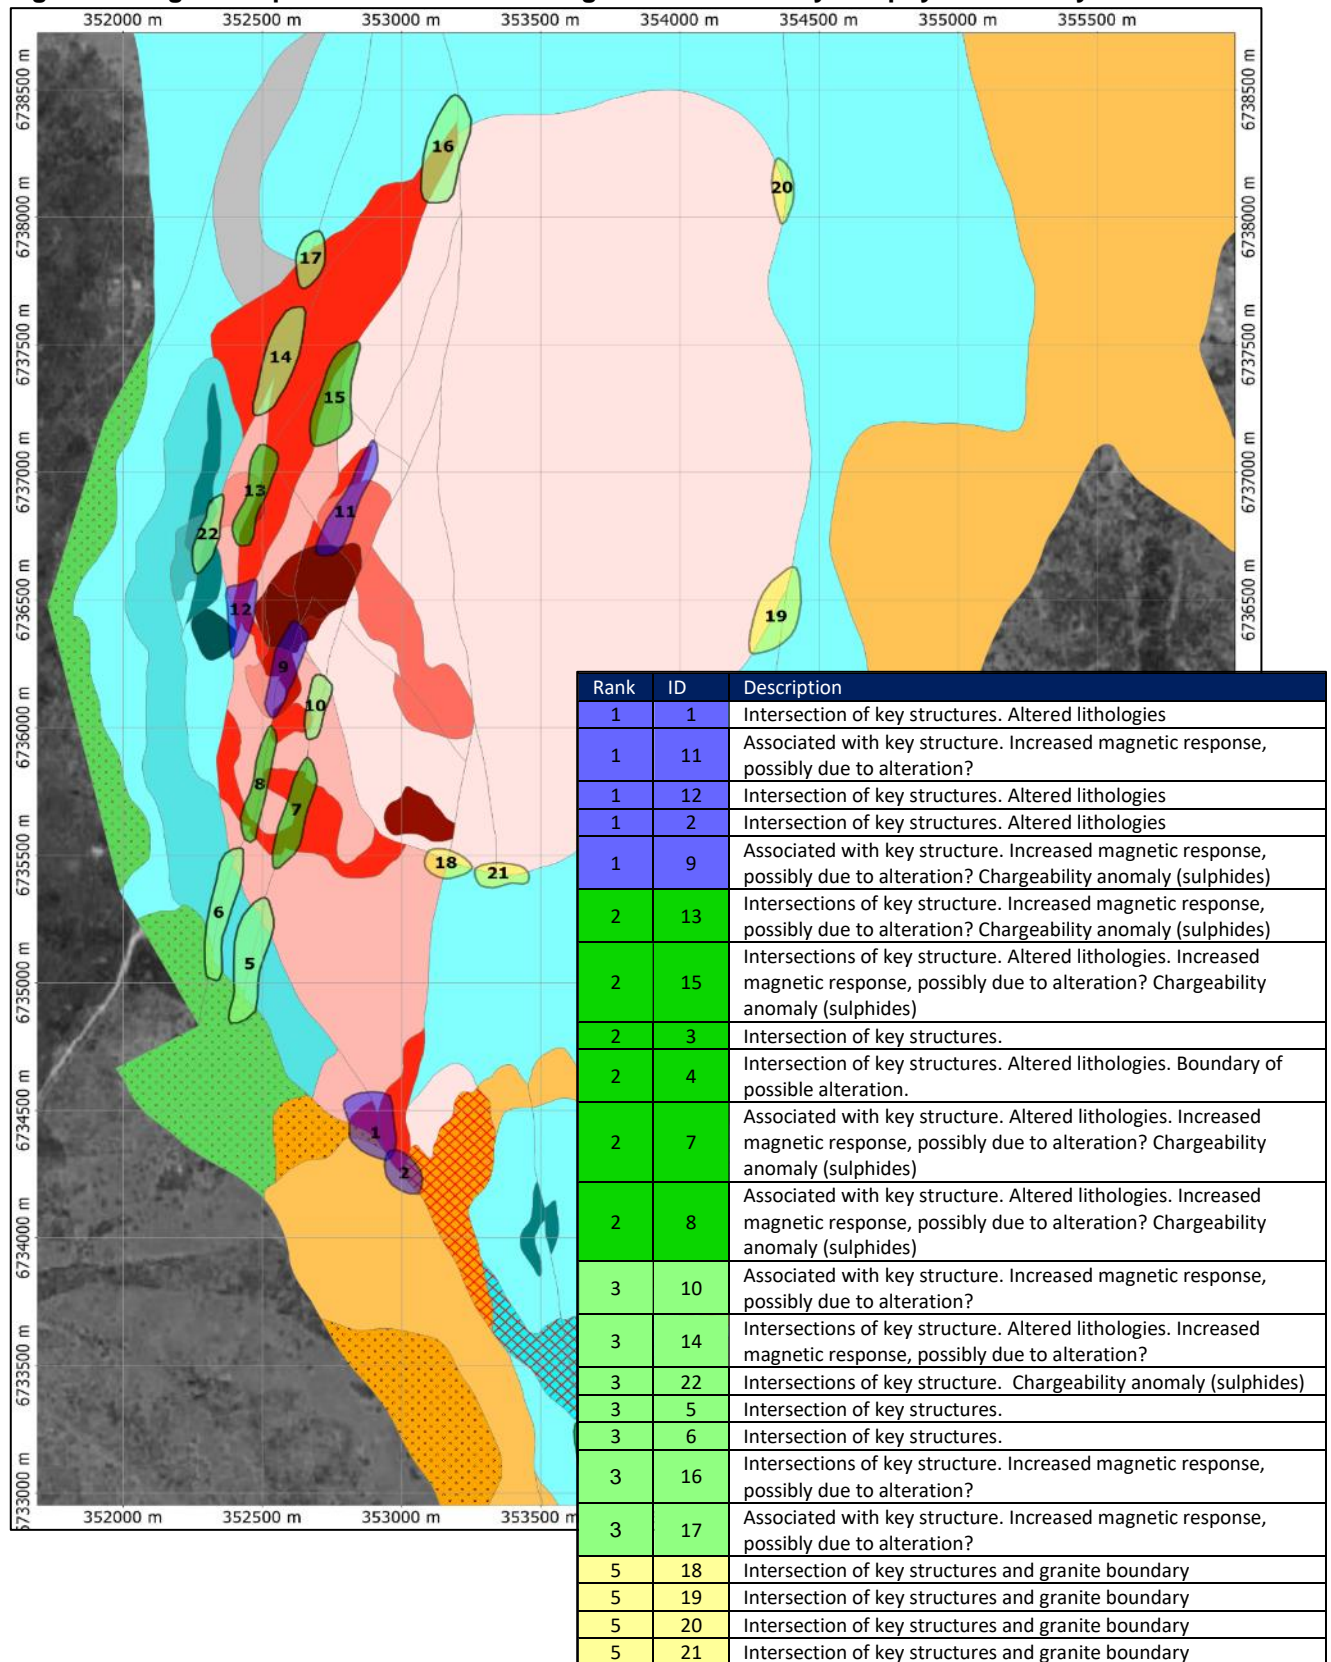 352000 m
352500 m
353000 m
353500 m
354000 m
354500 m
355000 m
355500 m
6738500 m
6738000 m
6737500 m
6737000 m
6736500 m
6736000 m
6735500 m
6735000 m
6734500 m
6734000 m
6733500 m
6733000 m
6738500 m
6738000 m
6737500 m
6737000 m
6736500 m
16
20
17
14
15
13
11
22
12
19
9
10
8
7
18
21
6
5
1
2
352000 m
352500 m
353000 m
353500 m
Rank ID Description
1 1 Intersection of key structures. Altered lithologies
1 11 Associated with key structure. Increased magnetic response,
possibly due to alteration?
1 12 Intersection of key structures. Altered lithologies
1 2 Intersection of key structures. Altered lithologies
1 9 Associated with key structure. Increased magnetic response,
possibly due to alteration? Chargeability anomaly (sulphides)
2 13 Intersections of key structure. Increased magnetic response,
possibly due to alteration? Chargeability anomaly (sulphides)
2 15 Intersections of key structure. Altered lithologies. Increased
magnetic response, possibly due to alteration? Chargeability
anomaly (sulphides)
2 3 Intersection of key structures.
2 4 Intersection of key structures. Altered lithologies. Boundary of
possible alteration.
2 7 Associated with key structure. Altered lithologies. Increased
magnetic response, possibly due to alteration? Chargeability
anomaly (sulphides)
2 8 Associated with key structure. Altered lithologies. Increased
magnetic response, possibly due to alteration? Chargeability
anomaly (sulphides)
3 10 Associated with key structure. Increased magnetic response,
possibly due to alteration?
3 14 Intersections of key structure. Altered lithologies. Increased
magnetic response, possibly due to alteration?
3 22 Intersections of key structure. Chargeability anomaly (sulphides)
3 5 Intersection of key structures.
3 6 Intersection of key structures.
3 16 Intersections of key structure. Increased magnetic response,
possibly due to alteration?
3 17 Associated with key structure. Increased magnetic response,
possibly due to alteration?
5 18 Intersection of key structures and granite boundary
5 19 Intersection of key structures and granite boundary
5 20 Intersection of key structures and granite boundary
5 21 Intersection of key structures and granite boundary